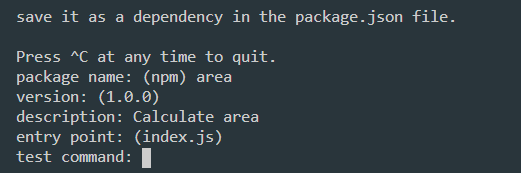 save it as a dependency in the package.json file.
Press ^C at any time to quit.
package name: (npm) area
version: (1.0.0)
description: Calculate area
entry point: (index.js)
test command: